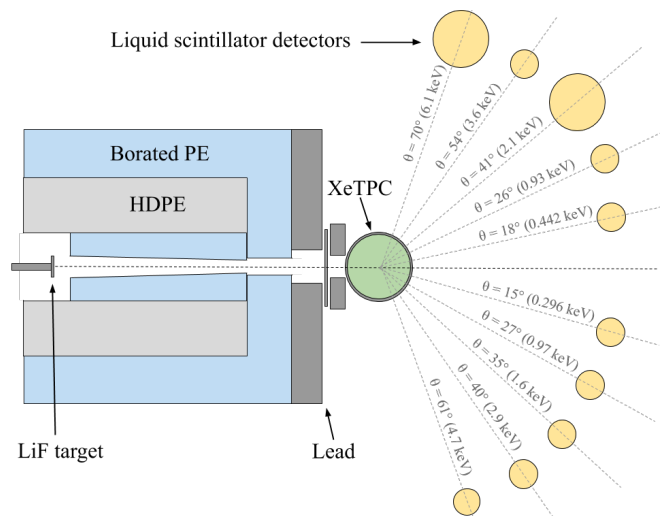 Liquid scintillator detectors
θ = 70° (6.1 keV)
θ = 54° (3.6 keV)
θ = 41° (2.1 keV)
θ = 26° (0.93 keV)
θ = 18° (0.442 keV)
Borated PE
HDPE
XeTPC
θ = 15° (0.296 keV)
θ = 27° (0.97 keV)
θ = 35° (1.6 keV)
θ = 40° (2.9 keV)
θ = 61° (4.7 keV)
LiF target
Lead